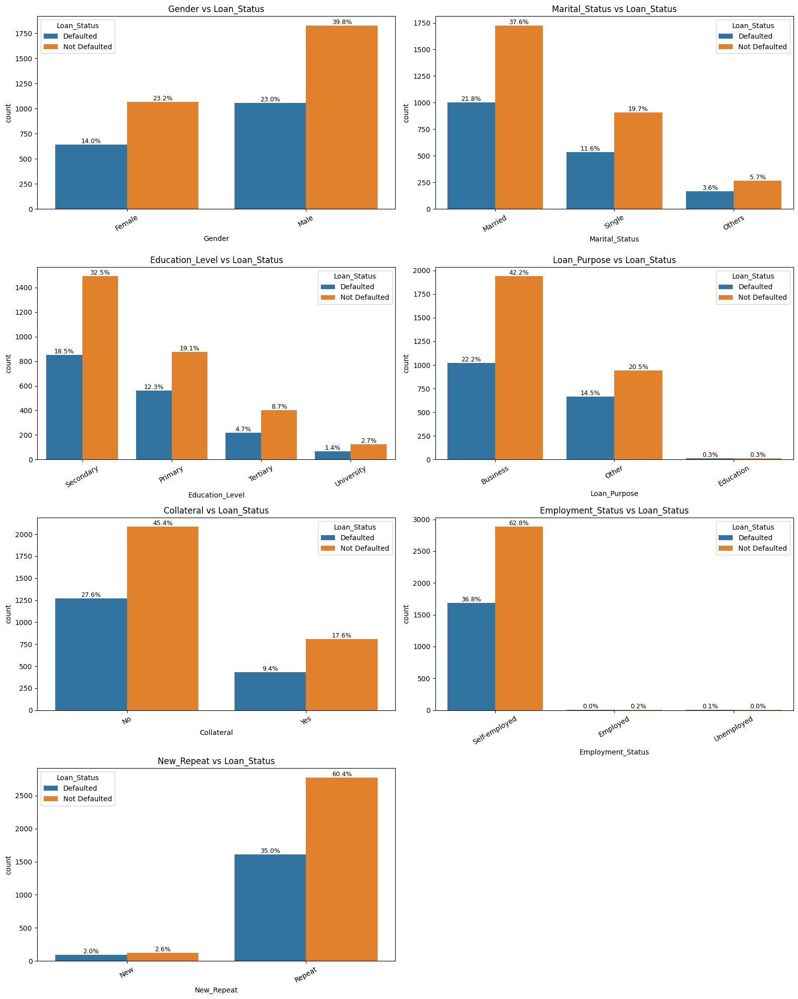 Gender vs Loan_Status
Loan_Status
Defaulted
Not Defaulted
39.8%
23.2%
23.0%
14.0%
1750
1500
1250
1000
750
500
250
0
count
Female
Male
Gender
Marital_Status vs Loan_Status
Loan_Status
Defaulted
Not Defaulted
37.6%
21.8%
19.7%
11.6%
5.7%
3.6%
1750
1500
1250
1000
750
500
250
0
count
Married
Single
Others
Marital_Status
Education_Level vs Loan_Status
Loan_Status
Defaulted
Not Defaulted
32.5%
18.5%
19.1%
12.3%
8.7%
4.7%
2.7%
1.4%
1400
1200
1000
800
600
400
200
0
count
Secondary
Primary
Tertiary
University
Education_Level
Loan_Purpose vs Loan_Status
Loan_Status
Defaulted
Not Defaulted
42.2%
22.2%
20.5%
14.5%
0.3%
0.3%
2000
1750
1500
1250
1000
750
500
250
0
count
Business
Other
Education
Loan_Purpose
Collateral vs Loan_Status
Loan_Status
Defaulted
Not Defaulted
45.4%
27.6%
17.6%
9.4%
2000
1750
1500
1250
1000
750
500
250
0
count
No
Yes
Collateral
Employment_Status vs Loan_Status
Loan_Status
Defaulted
Not Defaulted
62.8%
36.8%
0.0%
0.2%
0.1%
0.0%
3000
2500
2000
1500
1000
500
0
count
Self-employed
Employed
Unemployed
Employment_Status
New_Repeat vs Loan_Status
Loan_Status
Defaulted
Not Defaulted
60.4%
35.0%
2.0%
2.6%
2500
2000
1500
1000
500
0
count
New
Repeat
New_Repeat